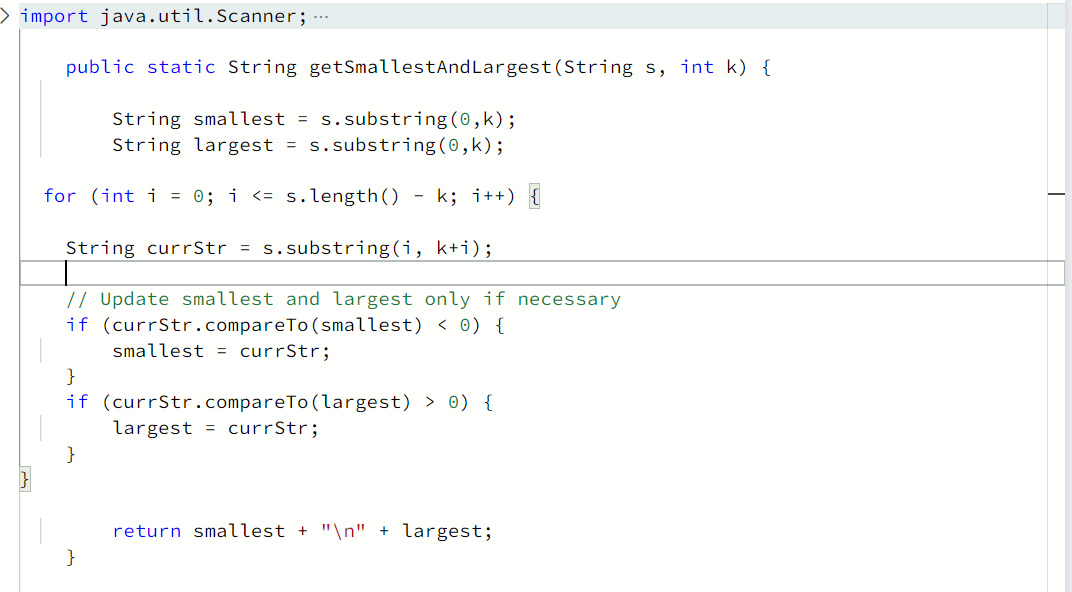 import java.util.Scanner; ...
public static String getSmallestAndLargest(String s, int k) {
String smallest = s.substring(0,k);
String largest = s.substring(0,k);
for (int i = 0; i <= s.length() - k; i++) {
String currStr = s.substring(i, k+i);
// Update smallest and largest only if necessary
if (currStr.compareTo(smallest) < 0) {
smallest = currStr;
}
if (currStr.compareTo(largest) > 0) {
largest = currStr;
}
}
return smallest + "\n" + largest;
}